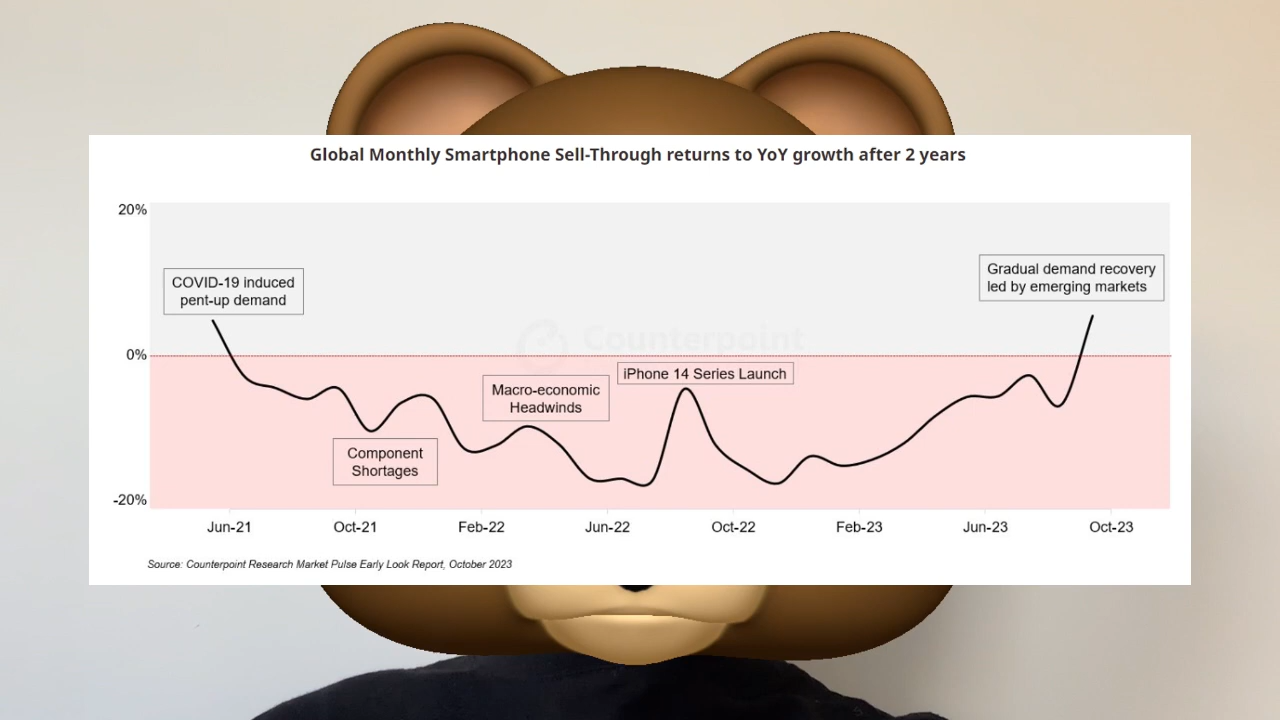 Global Monthly Smartphone Sell-Through returns to YoY growth after 2 years
20%
COVID-19 induced
pent-up demand
Gradual demand recovery
led by emerging markets
Counterpoint
0%
iPhone 14 Series Launch
Macro-economic
Headwinds
Component
Shortages
-20%
Jun-21 Oct-21 Feb-22 Jun-22 Oct-22 Feb-23 Jun-23 Oct-23
Source: Counterpoint Research Market Pulse Early Look Report, October 2023